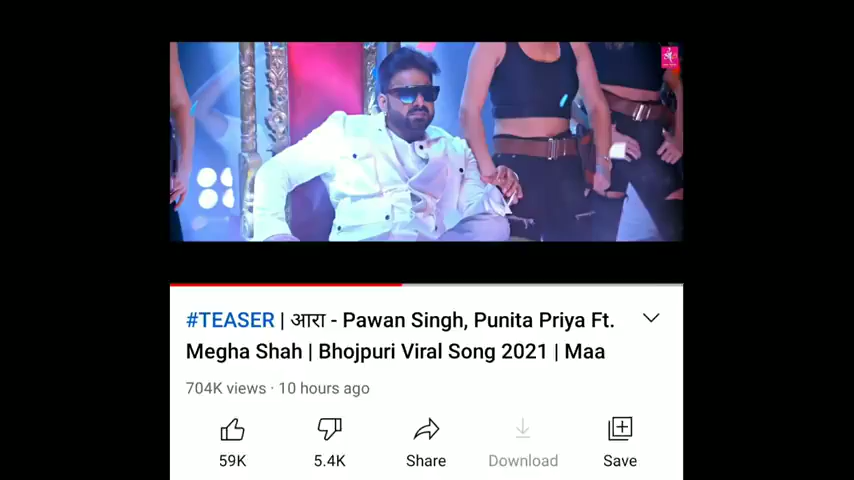 #TEASER | आरा - Pawan Singh, Punita Priya Ft.
Megha Shah | Bhojpuri Viral Song 2021 | Maa
704K views · 10 hours ago
59K
5.4K
Share
Download
Save